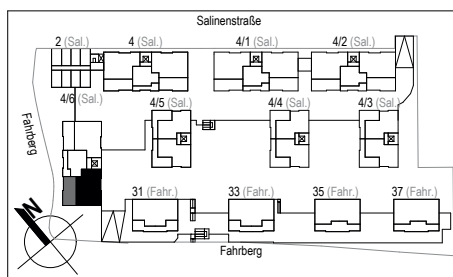 Salinenstraße
2 (Sal.) 4 (Sal.) 4/1 (Sal.) 4/2 (Sal.)
4/6 (Sal.) 4/5 (Sal.) 4/4 (Sal.) 4/3 (Sal.)
Fahrberg
31 (Fahr.) 33 (Fahr.) 35 (Fahr.) 37 (Fahr.)
N
Fahrberg